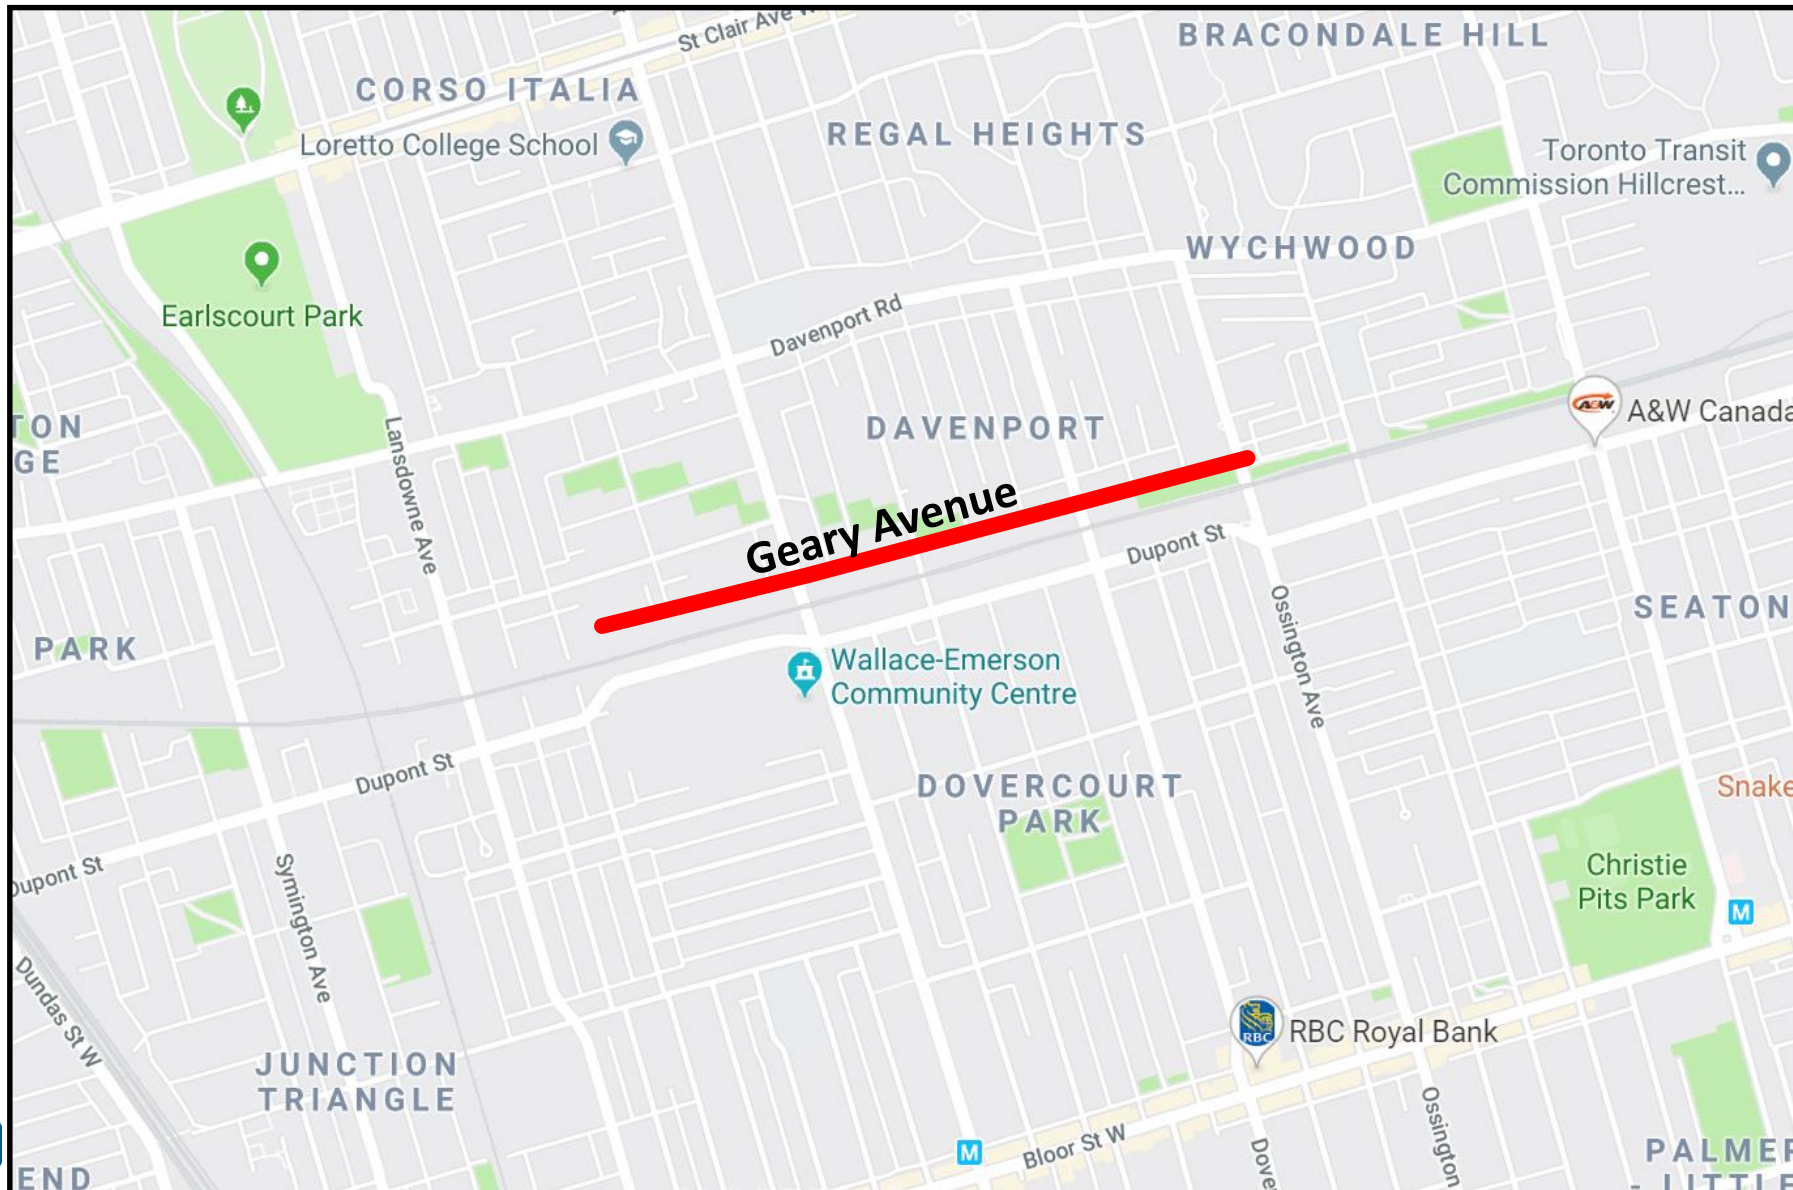 St Clair Ave W
BRACONDALE HILL
CORSO ITALIA
Loretto College School
REGAL HEIGHTS
Toronto Transit
Commission Hillcrest...
WYCHWOOD
Earlscourt Park
Davenport Rd
A&W
A&W Canada
TON
GE
Lansdowne Ave
DAVENPORT
Geary Avenue
Dupont St
Ossington Ave
SEATON
PARK
Wallace-Emerson
Community Centre
Dupont St
DOVERCOURT
PARK
Snake
Christie
Pits Park
M
Dupont St
Symington Ave
Dundas St W
RBC
RBC Royal Bank
JUNCTION
TRIANGLE
Ossington
Bloor St W
M
Dove
PALMER
- LITTLE
END